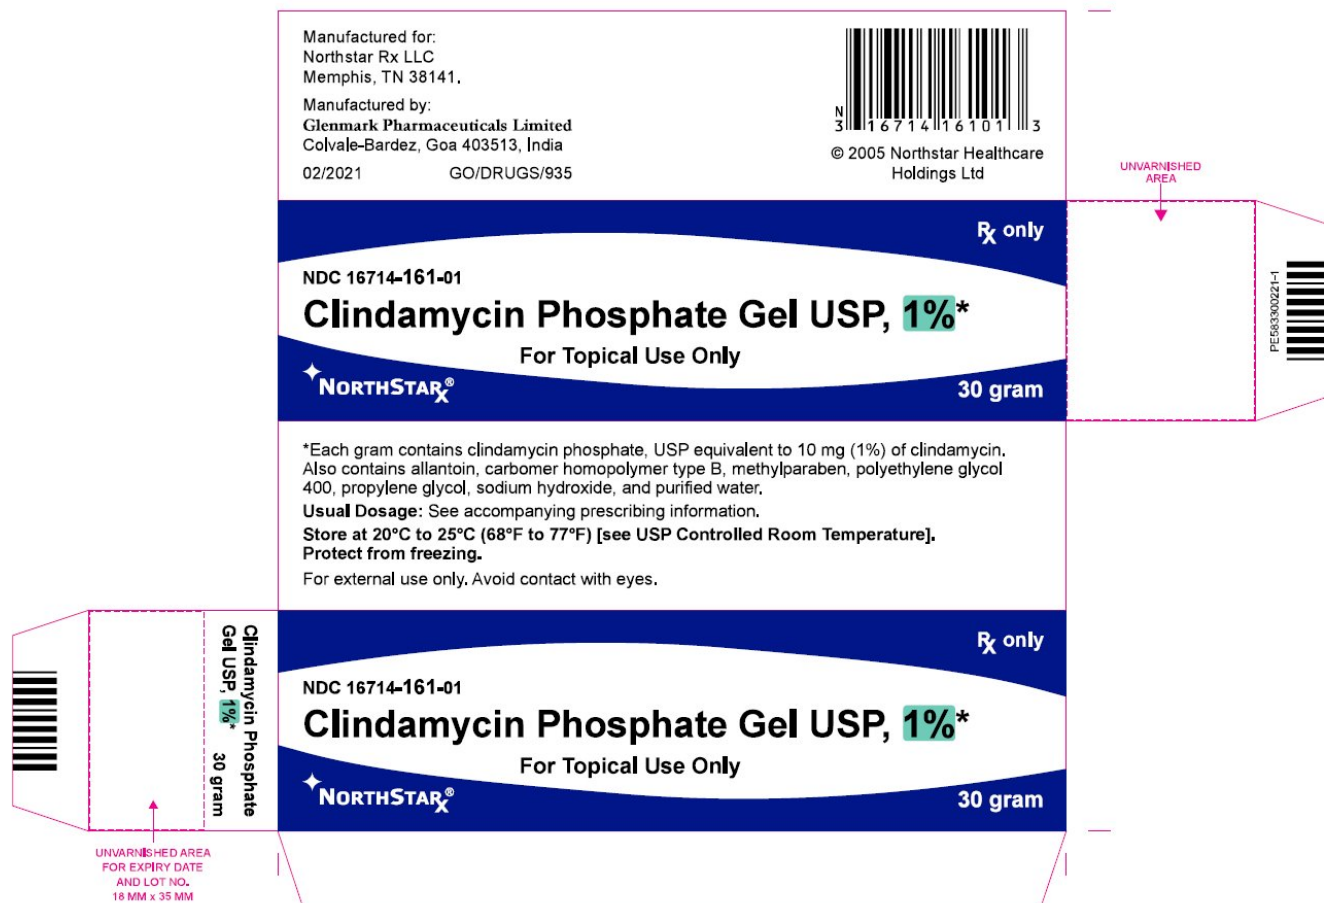 Manufactured for:
Northstar Rx LLC
Memphis, TN 38141.
Manufactured by:
Glenmark Pharmaceuticals Limited
Colvale-Bardez, Goa 403513, India
02/2021 GO/DRUGS/935
N
3 16714 16101 3
© 2005 Northstar Healthcare
Holdings Ltd
UNVARNISHED
AREA
Rx only
NDC 16714-161-01
Clindamycin Phosphate Gel USP, 1%*
For Topical Use Only
NORTHSTARx®
30 gram
PE583300221-1
*Each gram contains clindamycin phosphate, USP equivalent to 10 mg (1%) of clindamycin.
Also contains allantoin, carbomer homopolymer type B, methylparaben, polyethylene glycol
400, propylene glycol, sodium hydroxide, and purified water.
Usual Dosage: See accompanying prescribing information.
Store at 20°C to 25°C (68°F to 77°F) [see USP Controlled Room Temperature].
Protect from freezing.
For external use only. Avoid contact with eyes.
Clindamycin Phosphate
Gel USP, 1%*
30 gram
UNVARNISHED AREA
FOR EXPIRY DATE
AND LOT NO.
18 MM x 35 MM
Rx only
NDC 16714-161-01
Clindamycin Phosphate Gel USP, 1%*
For Topical Use Only
NORTHSTARx®
30 gram